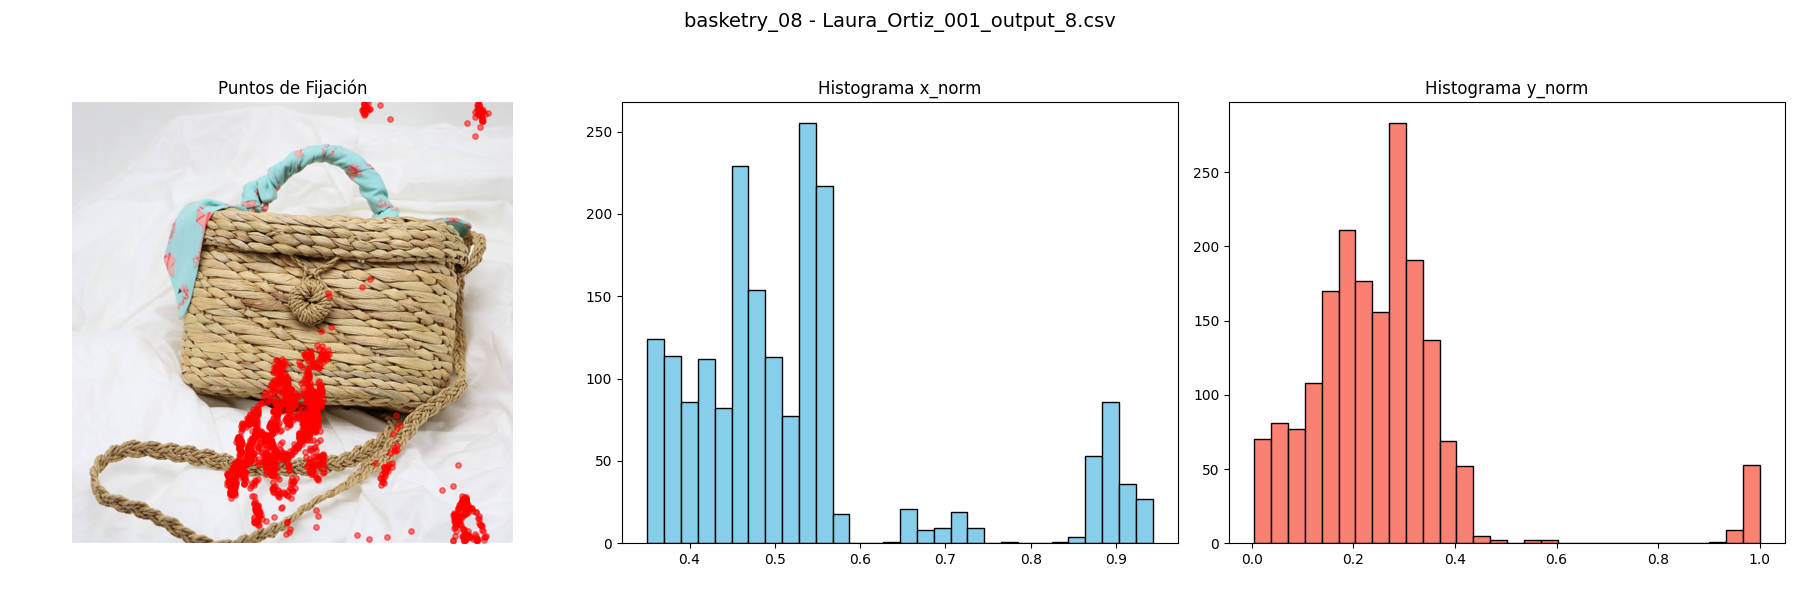 basketry_08 - Laura_Ortiz_001_output_8.csv
Puntos de Fijación
Histograma x_norm
250
200
150
100
50
0
0.4 0.5 0.6 0.7 0.8 0.9
Histograma y_norm
250
200
150
100
50
0
0.0 0.2 0.4 0.6 0.8 1.0